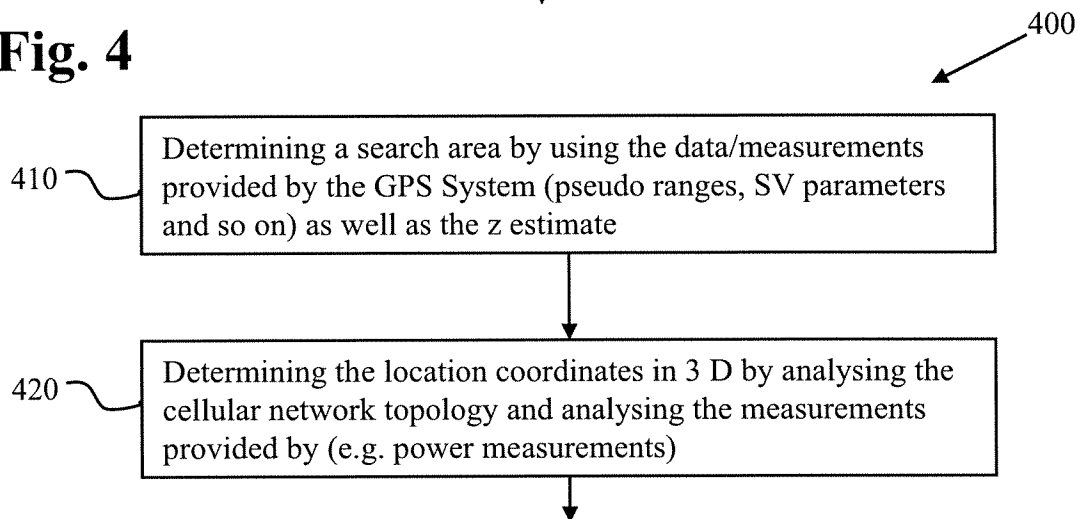 400
Fig. 4
410
Determining a search area by using the data/measurements
provided by the GPS System (pseudo ranges, SV parameters
and so on) as well as the z estimate
420
Determining the location coordinates in 3 D by analysing the
cellular network topology and analysing the measurements
provided by (e.g. power measurements)